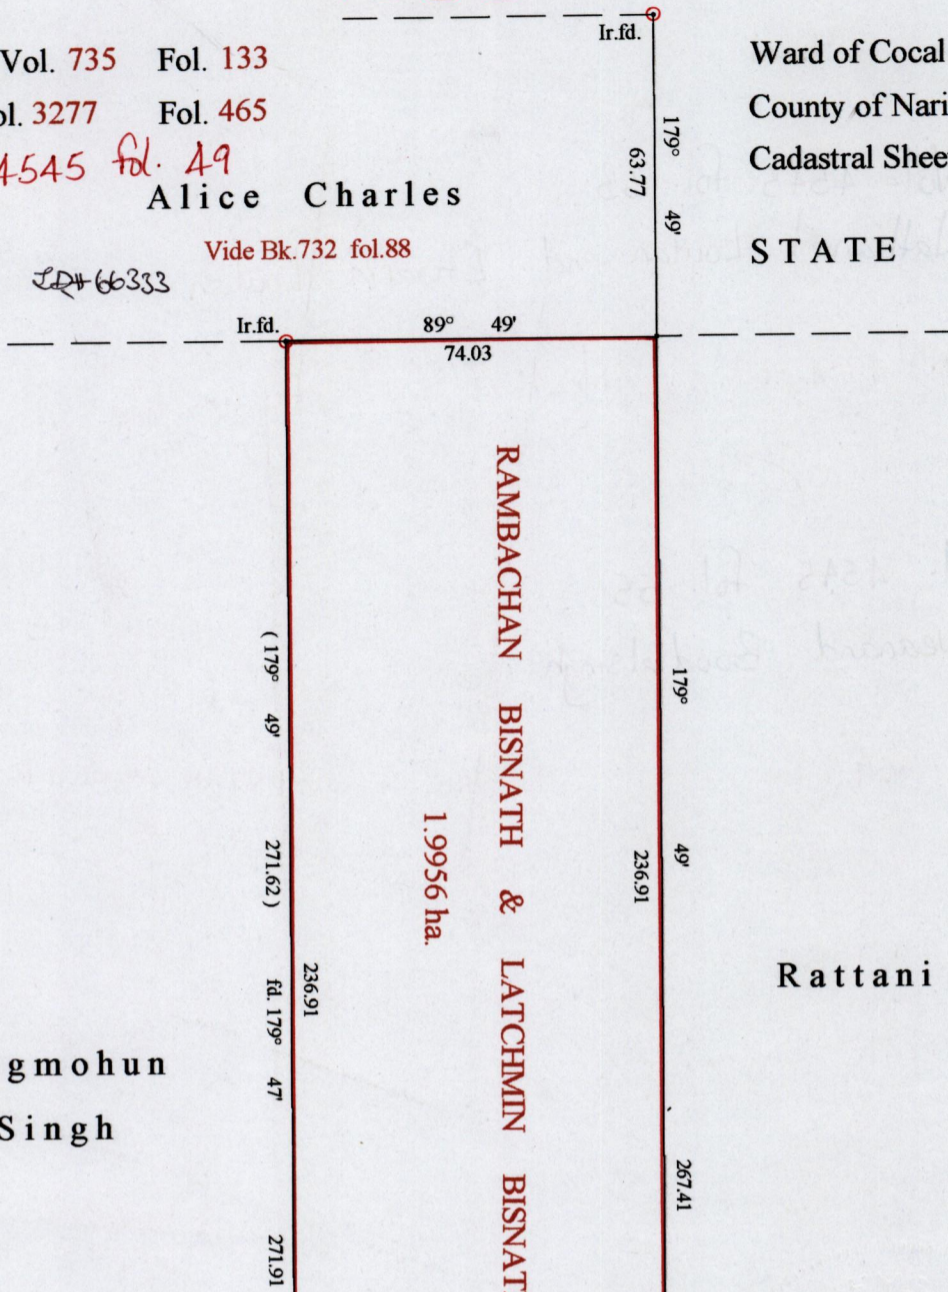 Vol. 735 Fol. 133
ol. 3277 Fol. 465
4545 fol. 49
Alice Charles
Vide Bk.732 fol.88
LR#66333
Ir.fd.
179° 49'
63.77
Ward of Cocal
County of Nari
Cadastral Shee
STATE
Ir.fd.
89° 49'
74.03
RAMBACHAN BISNATH & LATCHMIN BISNAT
1.9956 ha.
( 179° 49' 271.62 ) fd. 179° 47' 271.91
236.91
179° 49' 267.41
236.91
gmohun
Singh
Rattani